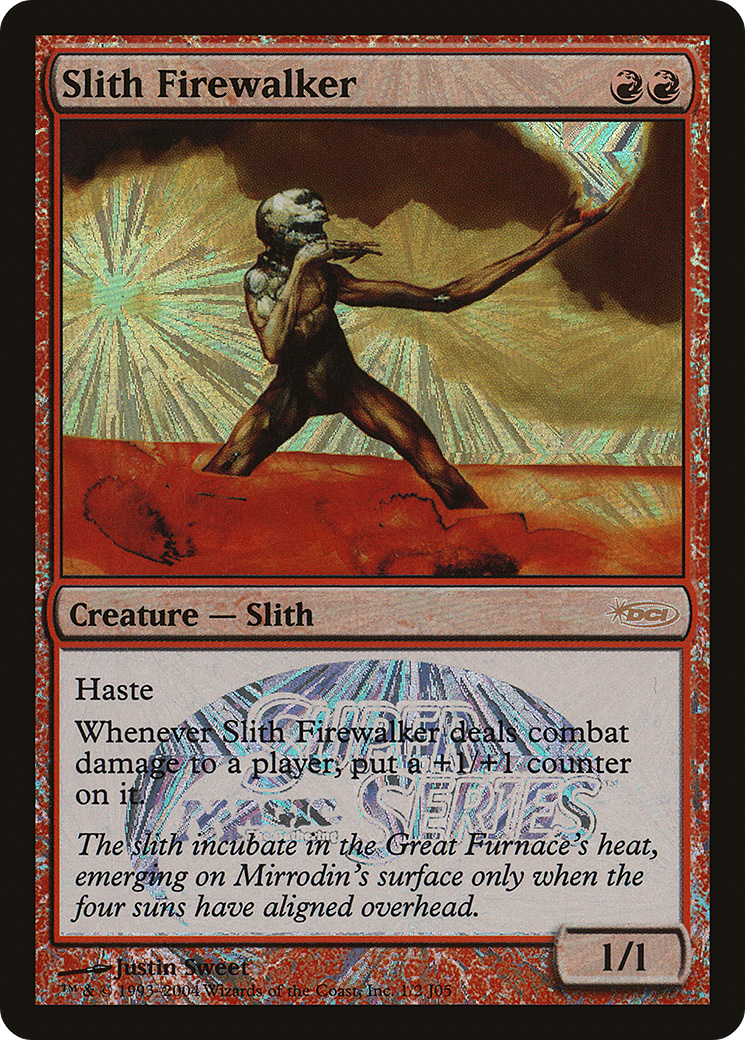 Slith Firewalker
Creature — Slith
DCI
Haste
Whenever Slith Firewalker deals combat
damage to a player, put a +1/+1 counter
on it.
SUPER
MAGIC SERIES
The Gathering
The slith incubate in the Great Furnace's heat,
emerging on Mirrodin's surface only when the
four suns have aligned overhead.
1/1
Justin Sweet
™ & © 1993–2004 Wizards of the Coast, Inc. 1/2 J05